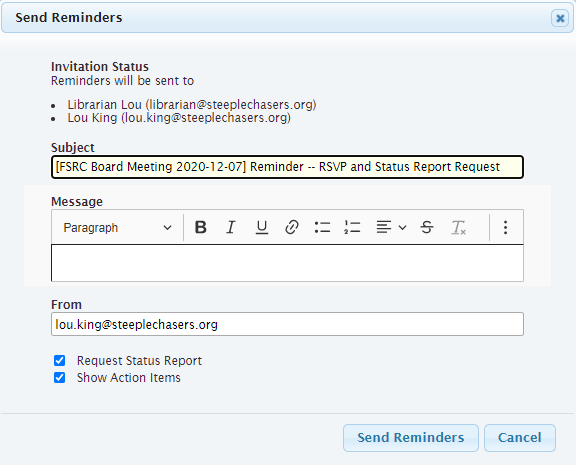 Send Reminders
Invitation Status
Reminders will be sent to
• Librarian Lou (librarian@steeplechasers.org)
• Lou King (lou.king@steeplechasers.org)
Subject
[FSRC Board Meeting 2020-12-07] Reminder -- RSVP and Status Report Request
Message
Paragraph B I U S Tx
From
lou.king@steeplechasers.org
Request Status Report
Show Action Items
Send Reminders Cancel